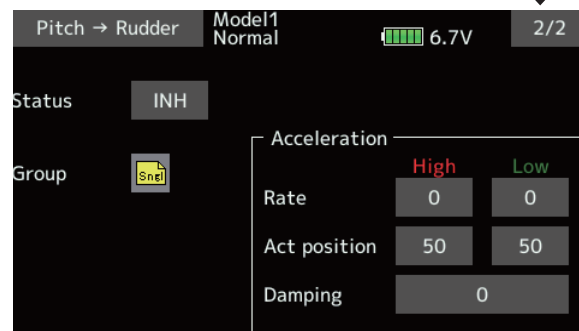 Pitch → Rudder Model1 Normal 6.7V 2/2
Status INH
Acceleration
High Low
Group Sngl
Rate 0 0
Act position 50 50
Damping 0